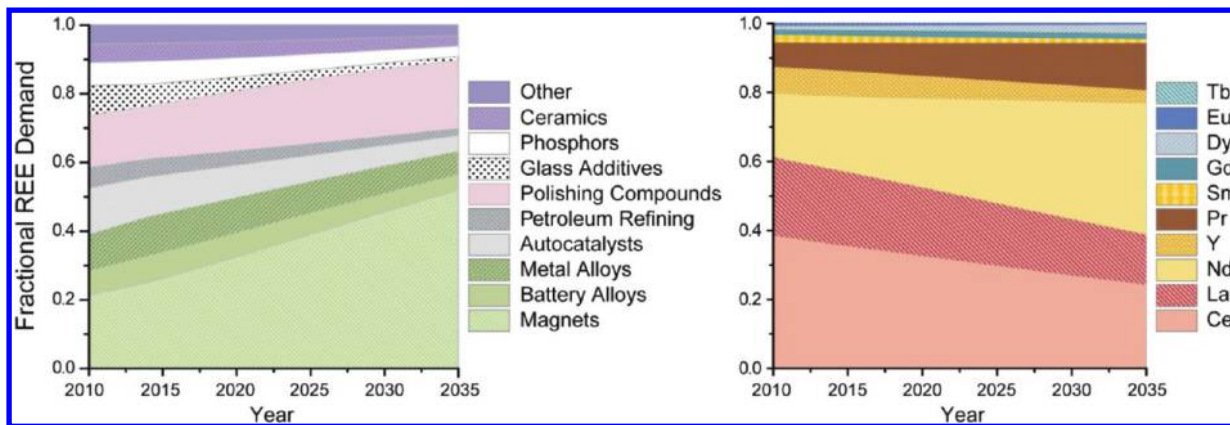 Fractional REE Demand
1.0
0.8
0.6
0.4
0.2
0.0
2010 2015 2020 2025 2030 2035
Year
Other
Ceramics
Phosphors
Glass Additives
Polishing Compounds
Petroleum Refining
Autocatalysts
Metal Alloys
Battery Alloys
Magnets
1.0
0.8
0.6
0.4
0.2
0.0
2010 2015 2020 2025 2030 2035
Year
Tb
Eu
Dy
Gd
Sm
Pr
Y
Nd
La
Ce